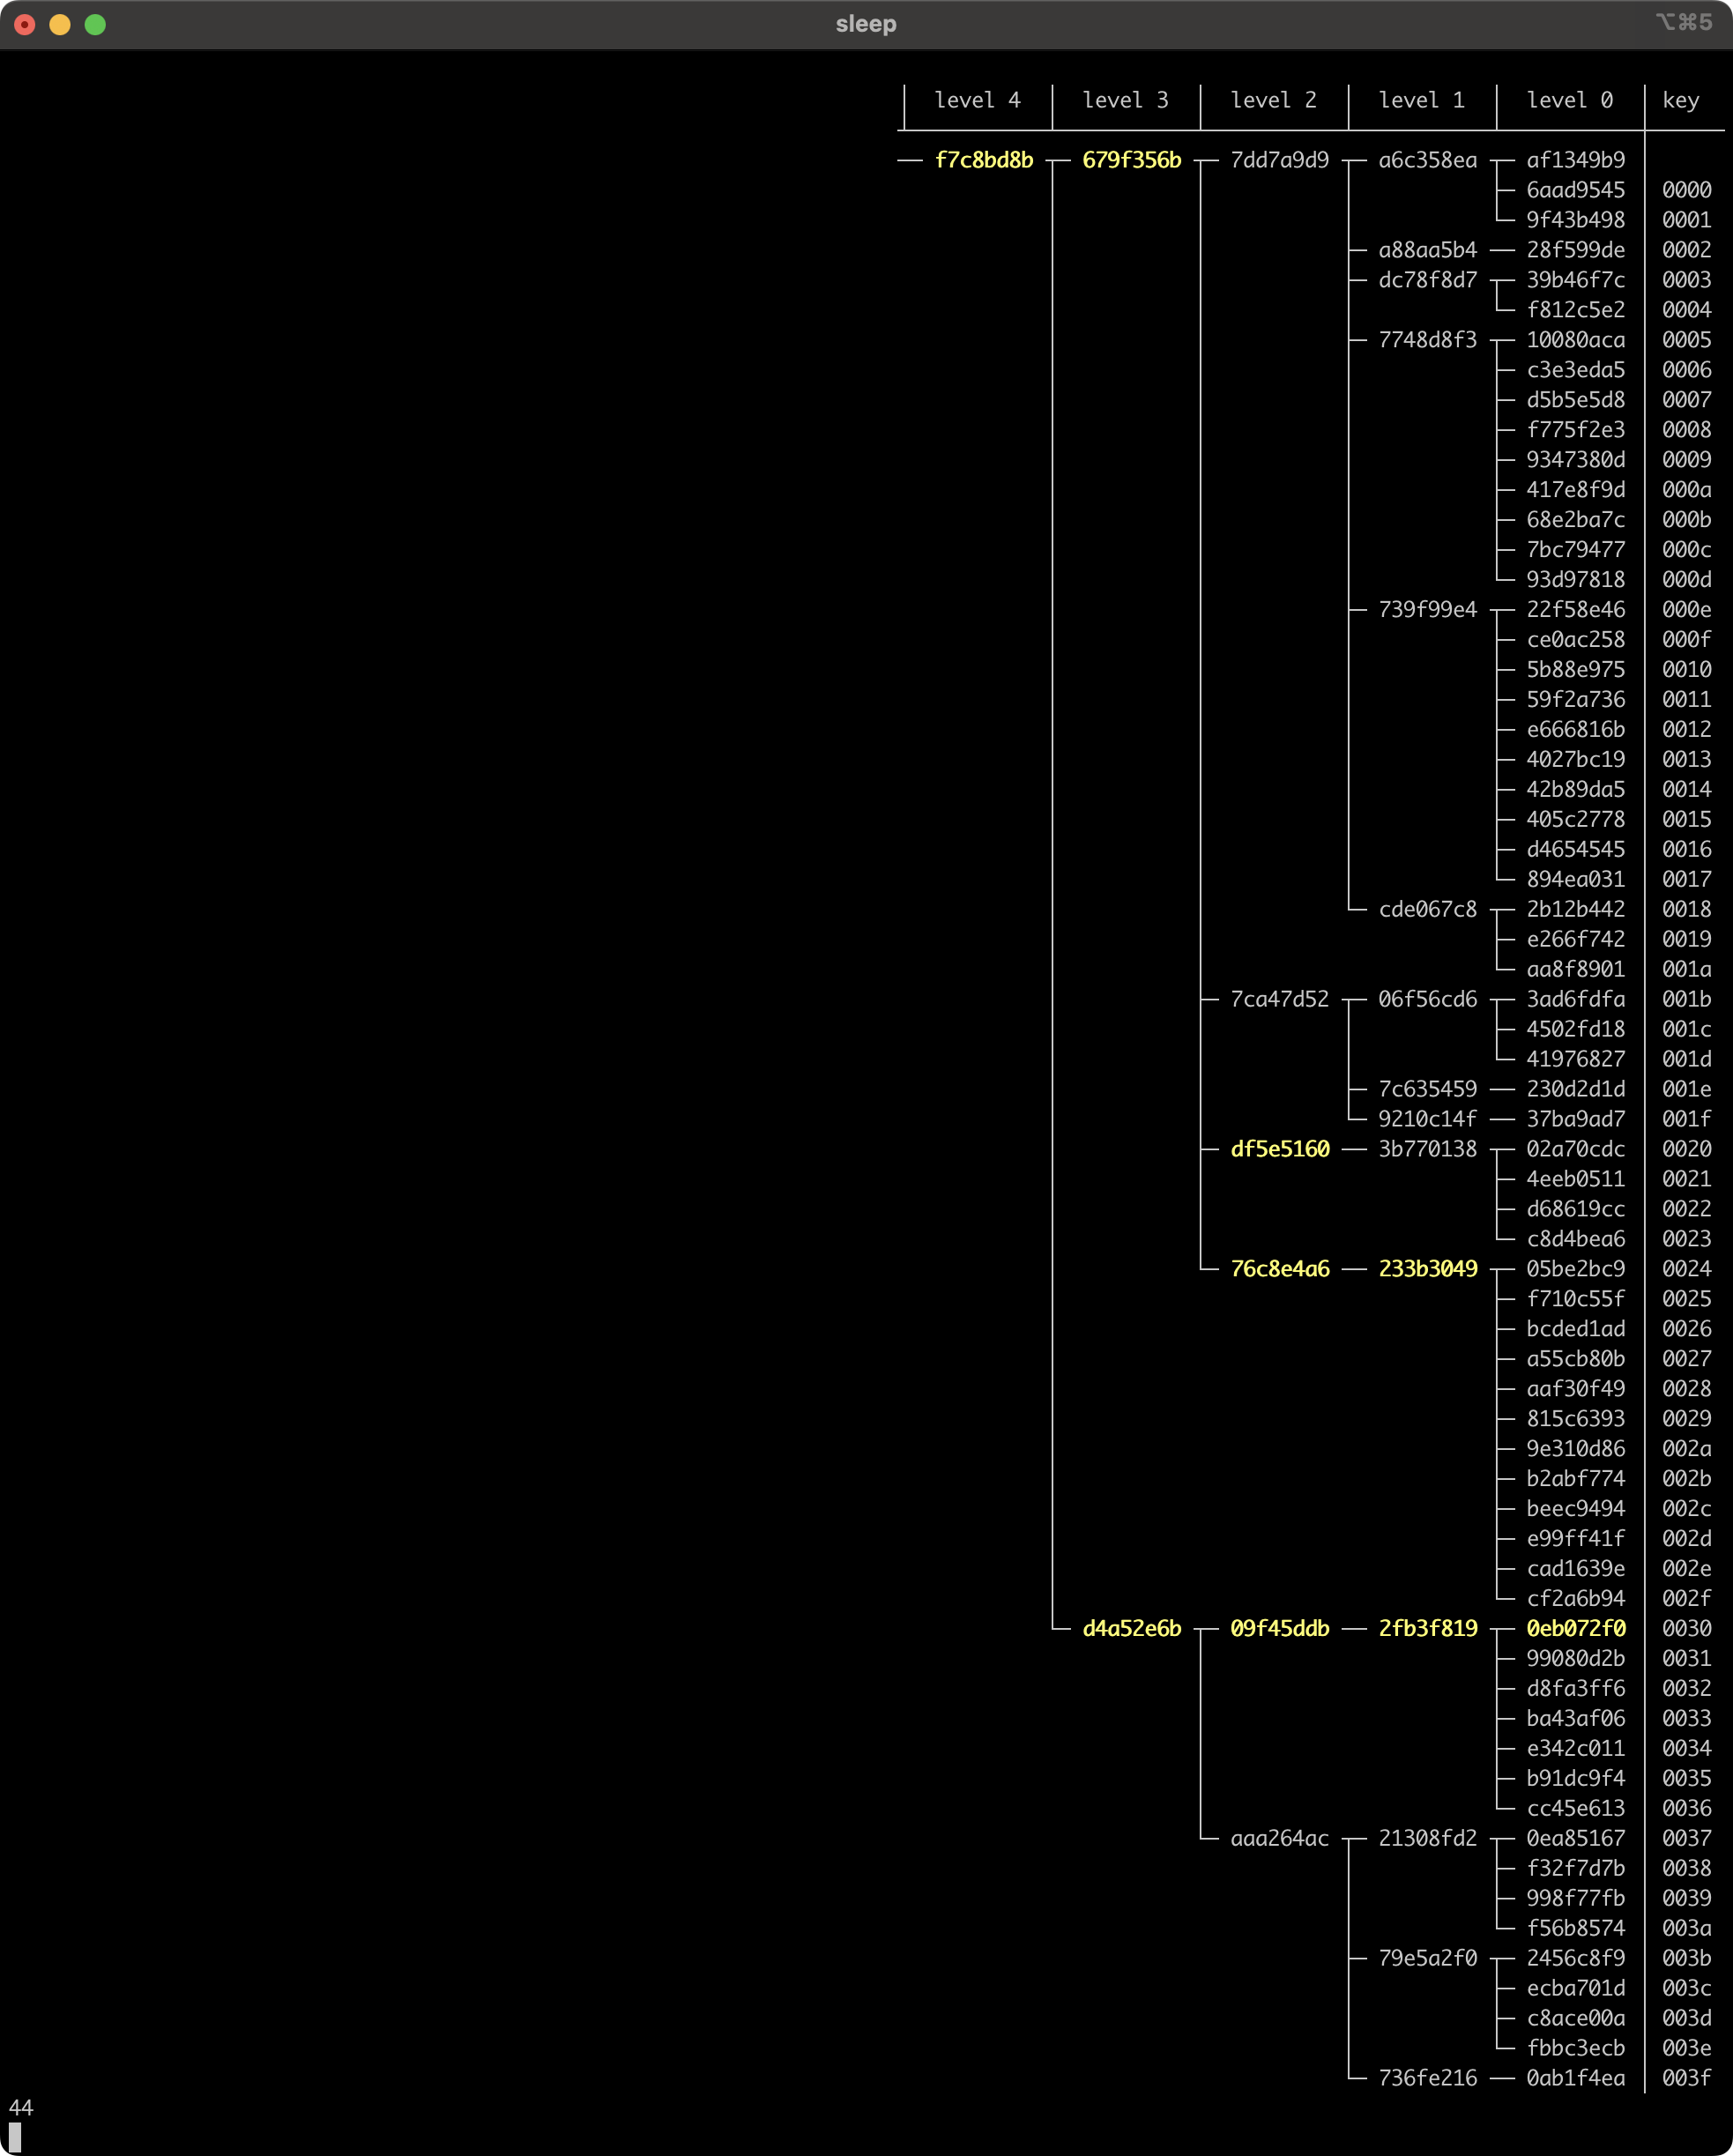 sleep ⌥⌘5
level 4 level 3 level 2 level 1 level 0 key
f7c8bd8b 679f356b 7dd7a9d9 a6c358ea af1349b9
6aad9545 0000
9f43b498 0001
a88aa5b4 28f599de 0002
dc78f8d7 39b46f7c 0003
f812c5e2 0004
7748d8f3 10080aca 0005
c3e3eda5 0006
d5b5e5d8 0007
f775f2e3 0008
9347380d 0009
417e8f9d 000a
68e2ba7c 000b
7bc79477 000c
93d97818 000d
739f99e4 22f58e46 000e
ce0ac258 000f
5b88e975 0010
59f2a736 0011
e666816b 0012
4027bc19 0013
42b89da5 0014
405c2778 0015
d4654545 0016
894ea031 0017
cde067c8 2b12b442 0018
e266f742 0019
aa8f8901 001a
7ca47d52 06f56cd6 3ad6fdfa 001b
4502fd18 001c
41976827 001d
7c635459 230d2d1d 001e
9210c14f 37ba9ad7 001f
df5e5160 3b770138 02a70cdc 0020
4eeb0511 0021
d68619cc 0022
c8d4bea6 0023
76c8e4a6 233b3049 05be2bc9 0024
f710c55f 0025
bcded1ad 0026
a55cb80b 0027
aaf30f49 0028
815c6393 0029
9e310d86 002a
b2abf774 002b
beec9494 002c
e99ff41f 002d
cad1639e 002e
cf2a6b94 002f
d4a52e6b 09f45ddb 2fb3f819 0eb072f0 0030
99080d2b 0031
d8fa3ff6 0032
ba43af06 0033
e342c011 0034
b91dc9f4 0035
cc45e613 0036
aaa264ac 21308fd2 0ea85167 0037
f32f7d7b 0038
998f77fb 0039
f56b8574 003a
79e5a2f0 2456c8f9 003b
ecba701d 003c
c8ace00a 003d
fbbc3ecb 003e
736fe216 0ab1f4ea 003f
44